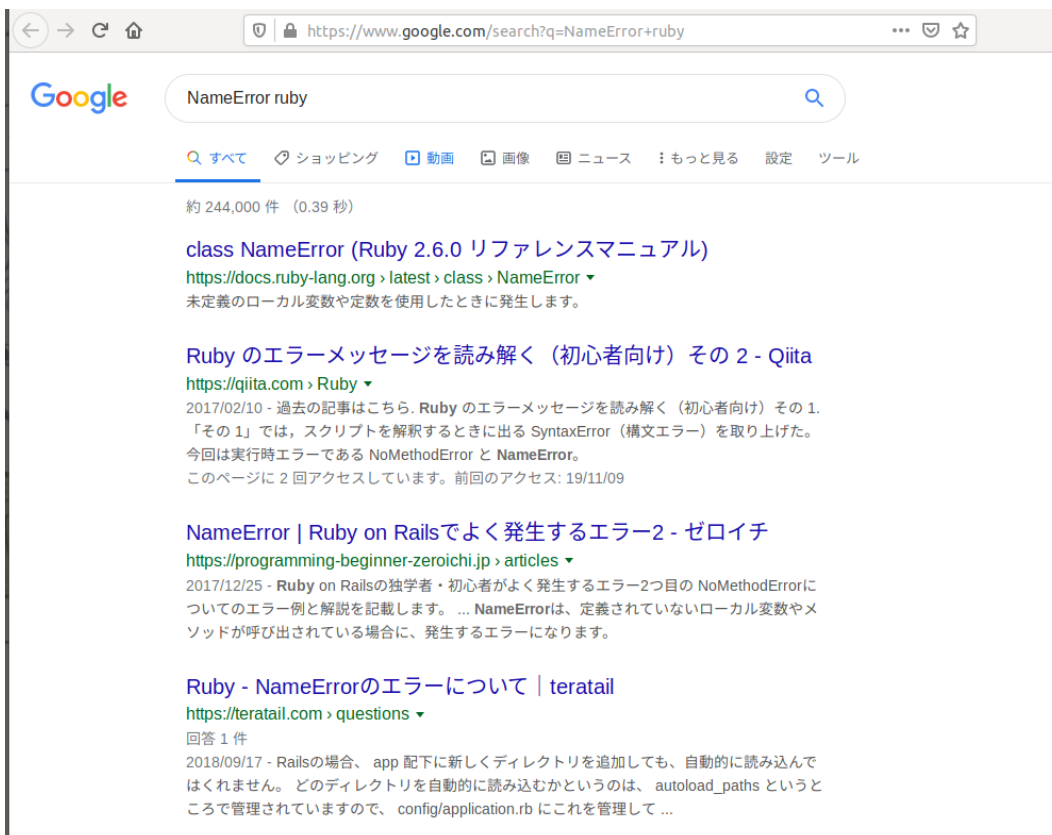 https://www.google.com/search?q=NameError+ruby
Google
NameError ruby
すべて ショッピング 動画 画像 ニュース もっと見る 設定 ツール
約 244,000 件 （0.39 秒）
class NameError (Ruby 2.6.0 リファレンスマニュアル)
https://docs.ruby-lang.org › latest › class › NameError
未定義のローカル変数や定数を使用したときに発生します。
Ruby のエラーメッセージを読み解く（初心者向け）その 2 - Qiita
https://qiita.com › Ruby
2017/02/10 - 過去の記事はこちら. Ruby のエラーメッセージを読み解く（初心者向け）その 1.
「その 1」では，スクリプトを解釈するときに出る SyntaxError（構文エラー）を取り上げた。
今回は実行時エラーである NoMethodError と NameError。
このページに 2 回アクセスしています。前回のアクセス: 19/11/09
NameError | Ruby on Railsでよく発生するエラー2 - ゼロイチ
https://programming-beginner-zeroichi.jp › articles
2017/12/25 - Ruby on Railsの独学者・初心者がよく発生するエラー2つ目の NoMethodErrorに
ついてのエラー例と解説を記載します。 ... NameErrorは、定義されていないローカル変数やメ
ソッドが呼び出されている場合に、発生するエラーになります。
Ruby - NameErrorのエラーについて｜teratail
https://teratail.com › questions
回答 1 件
2018/09/17 - Railsの場合、 app 配下に新しくディレクトリを追加しても、自動的に読み込んで
はくれません。 どのディレクトリを自動的に読み込むかというのは、 autoload_paths というと
ころで管理されていますので、 config/application.rb にこれを管理して ...